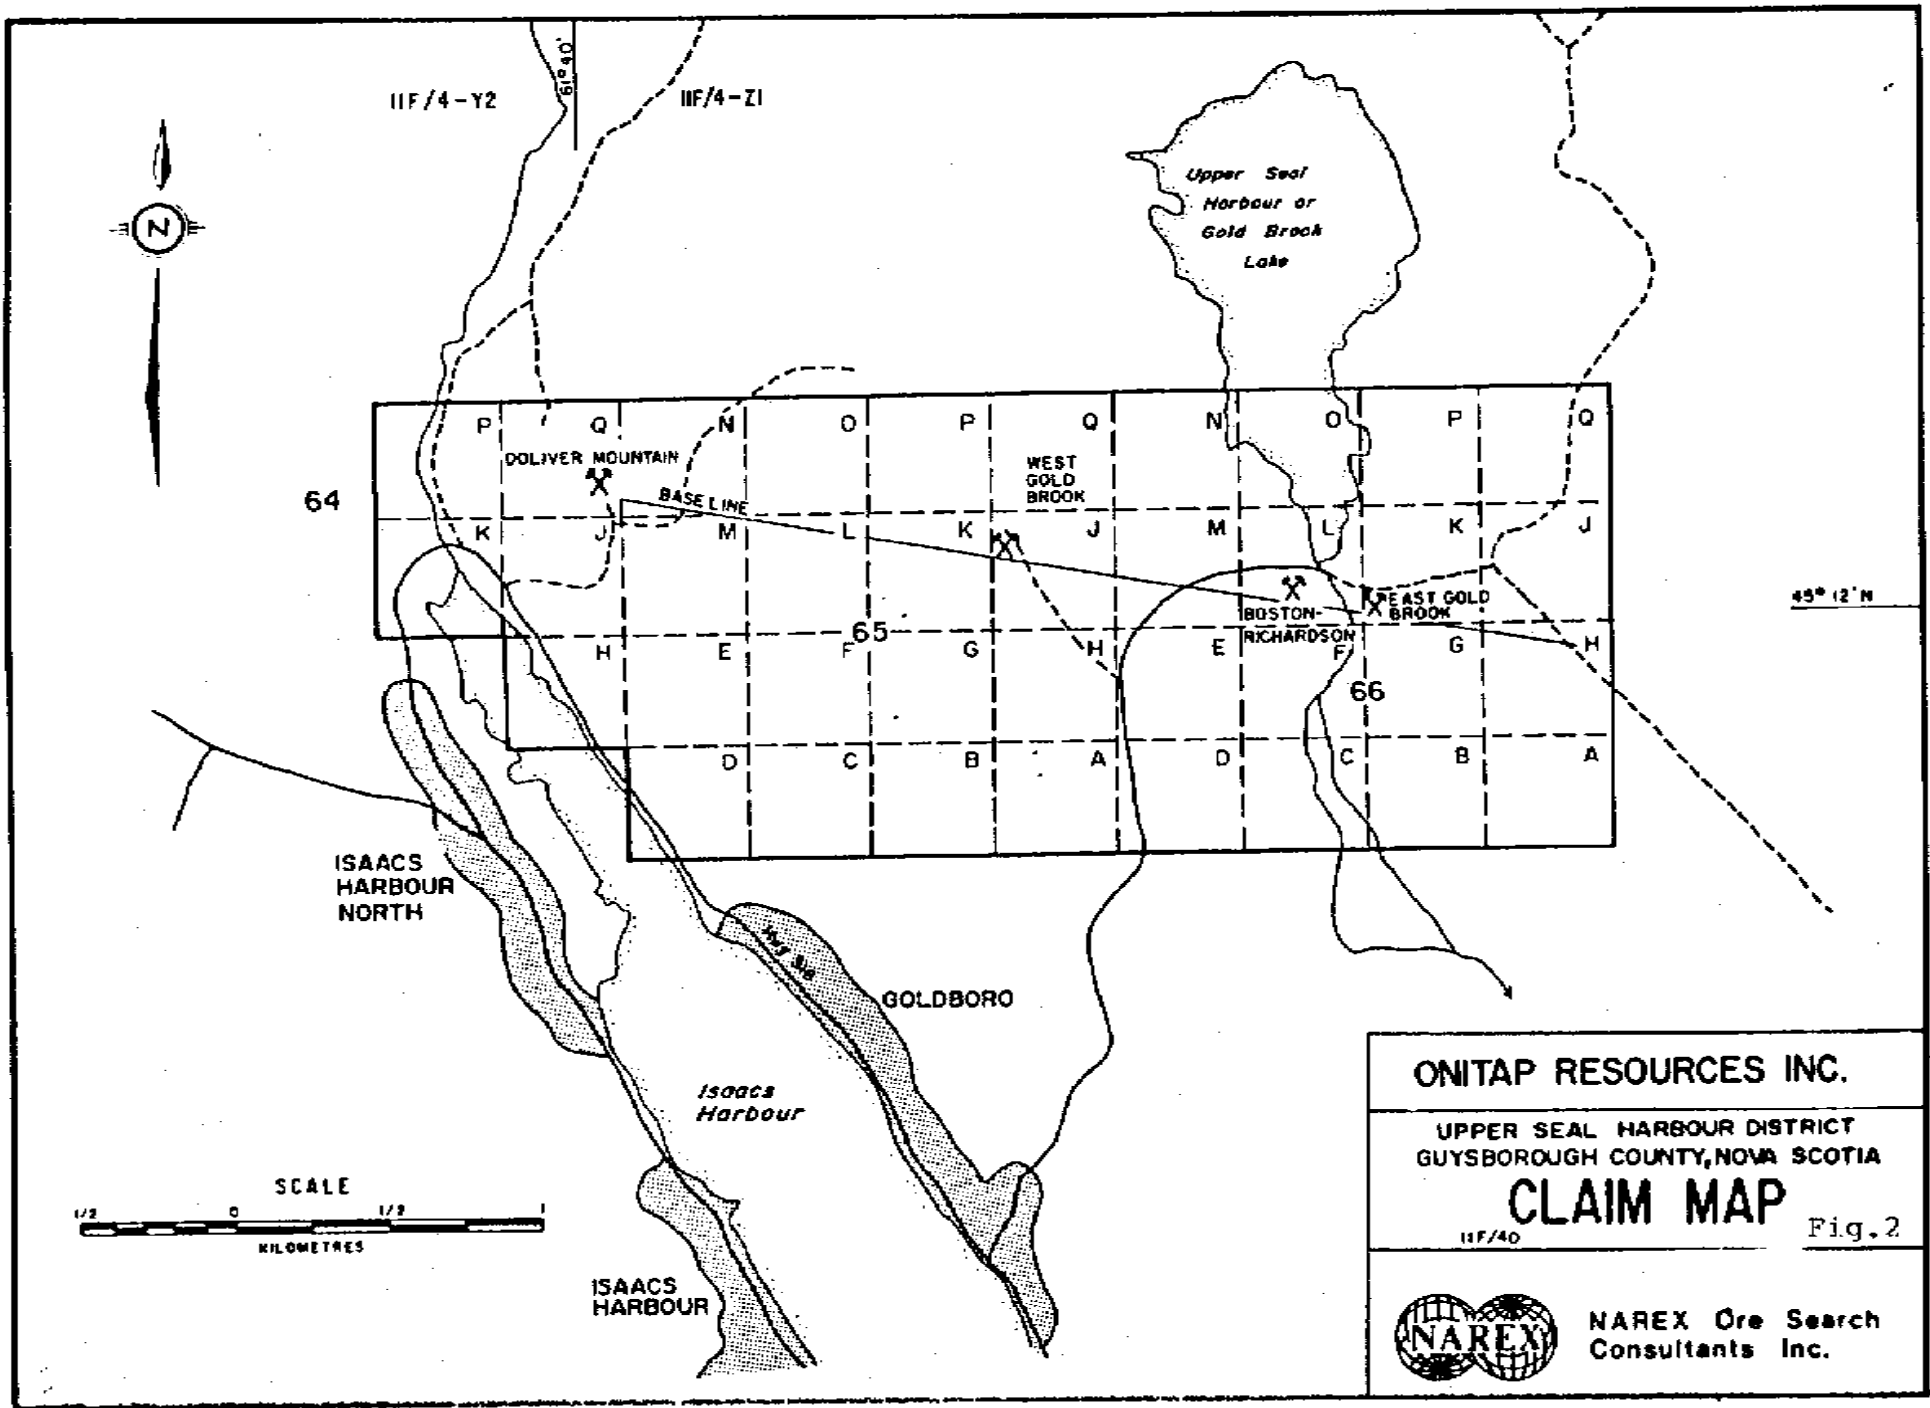 11F/4-Y2
61° 40'
11F/4-Z1
Upper Seal
Harbour or
Gold Brook
Lake
N
P Q N O P Q N O P Q
DOLIVER MOUNTAIN
WEST
GOLD
BROOK
64
BASE LINE
K J M L K J M L K J
EAST GOLD
BROOK
BOSTON-
RICHARDSON
45° 12' N
65
H E F G H E F G H
66
D C B A D C B A
ISAACS
HARBOUR
NORTH
Hwy 316
GOLDBORO
Isaacs
Harbour
ISAACS
HARBOUR
SCALE
1/2 0 1/2 1
KILOMETRES
ONITAP RESOURCES INC.
UPPER SEAL HARBOUR DISTRICT
GUYSBOROUGH COUNTY, NOVA SCOTIA
CLAIM MAP
11F/4D
Fig.2
NAREX
NAREX Ore Search
Consultants Inc.